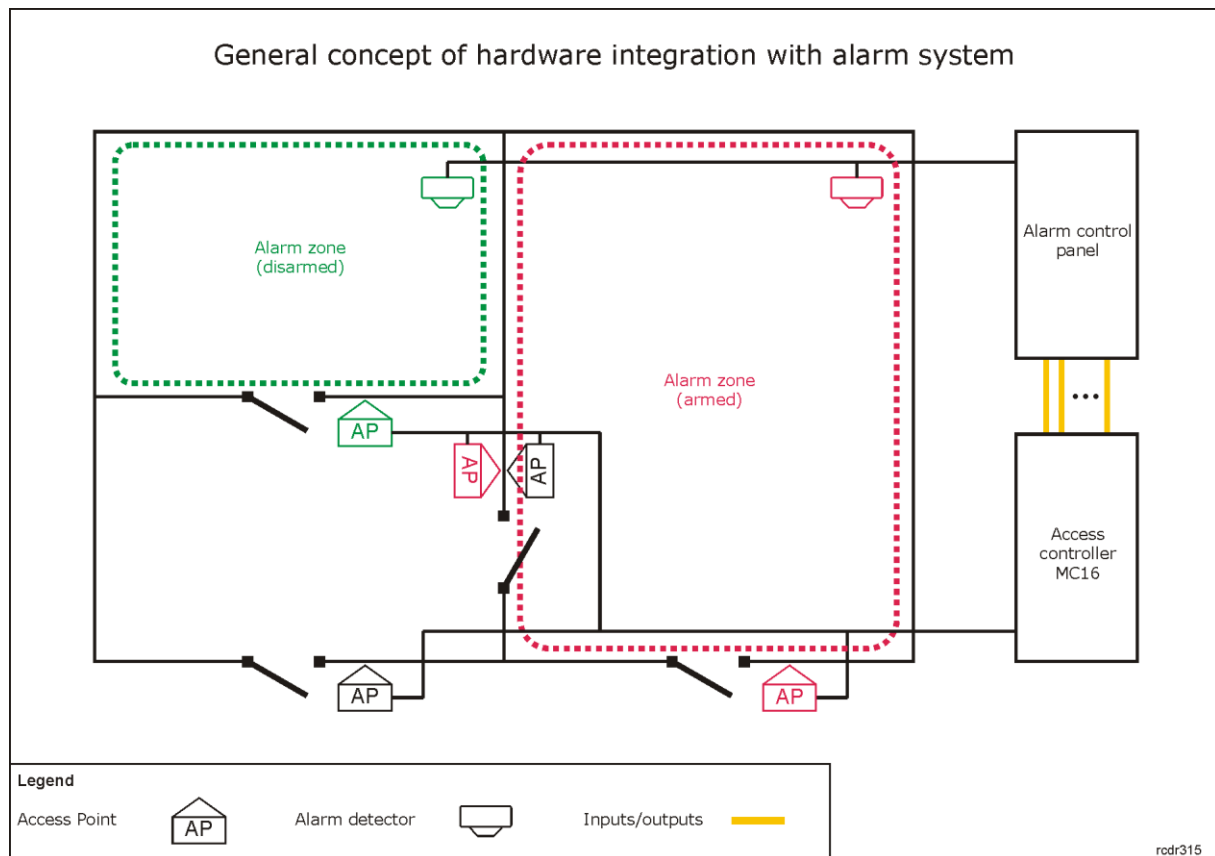 General concept of hardware integration with alarm system
Alarm zone
(disarmed)
Alarm zone
(armed)
Alarm control
panel
...
Access
controller
MC16
AP
AP
AP
AP
AP
Legend
Access Point
AP
Alarm detector
Inputs/outputs
rcdr315